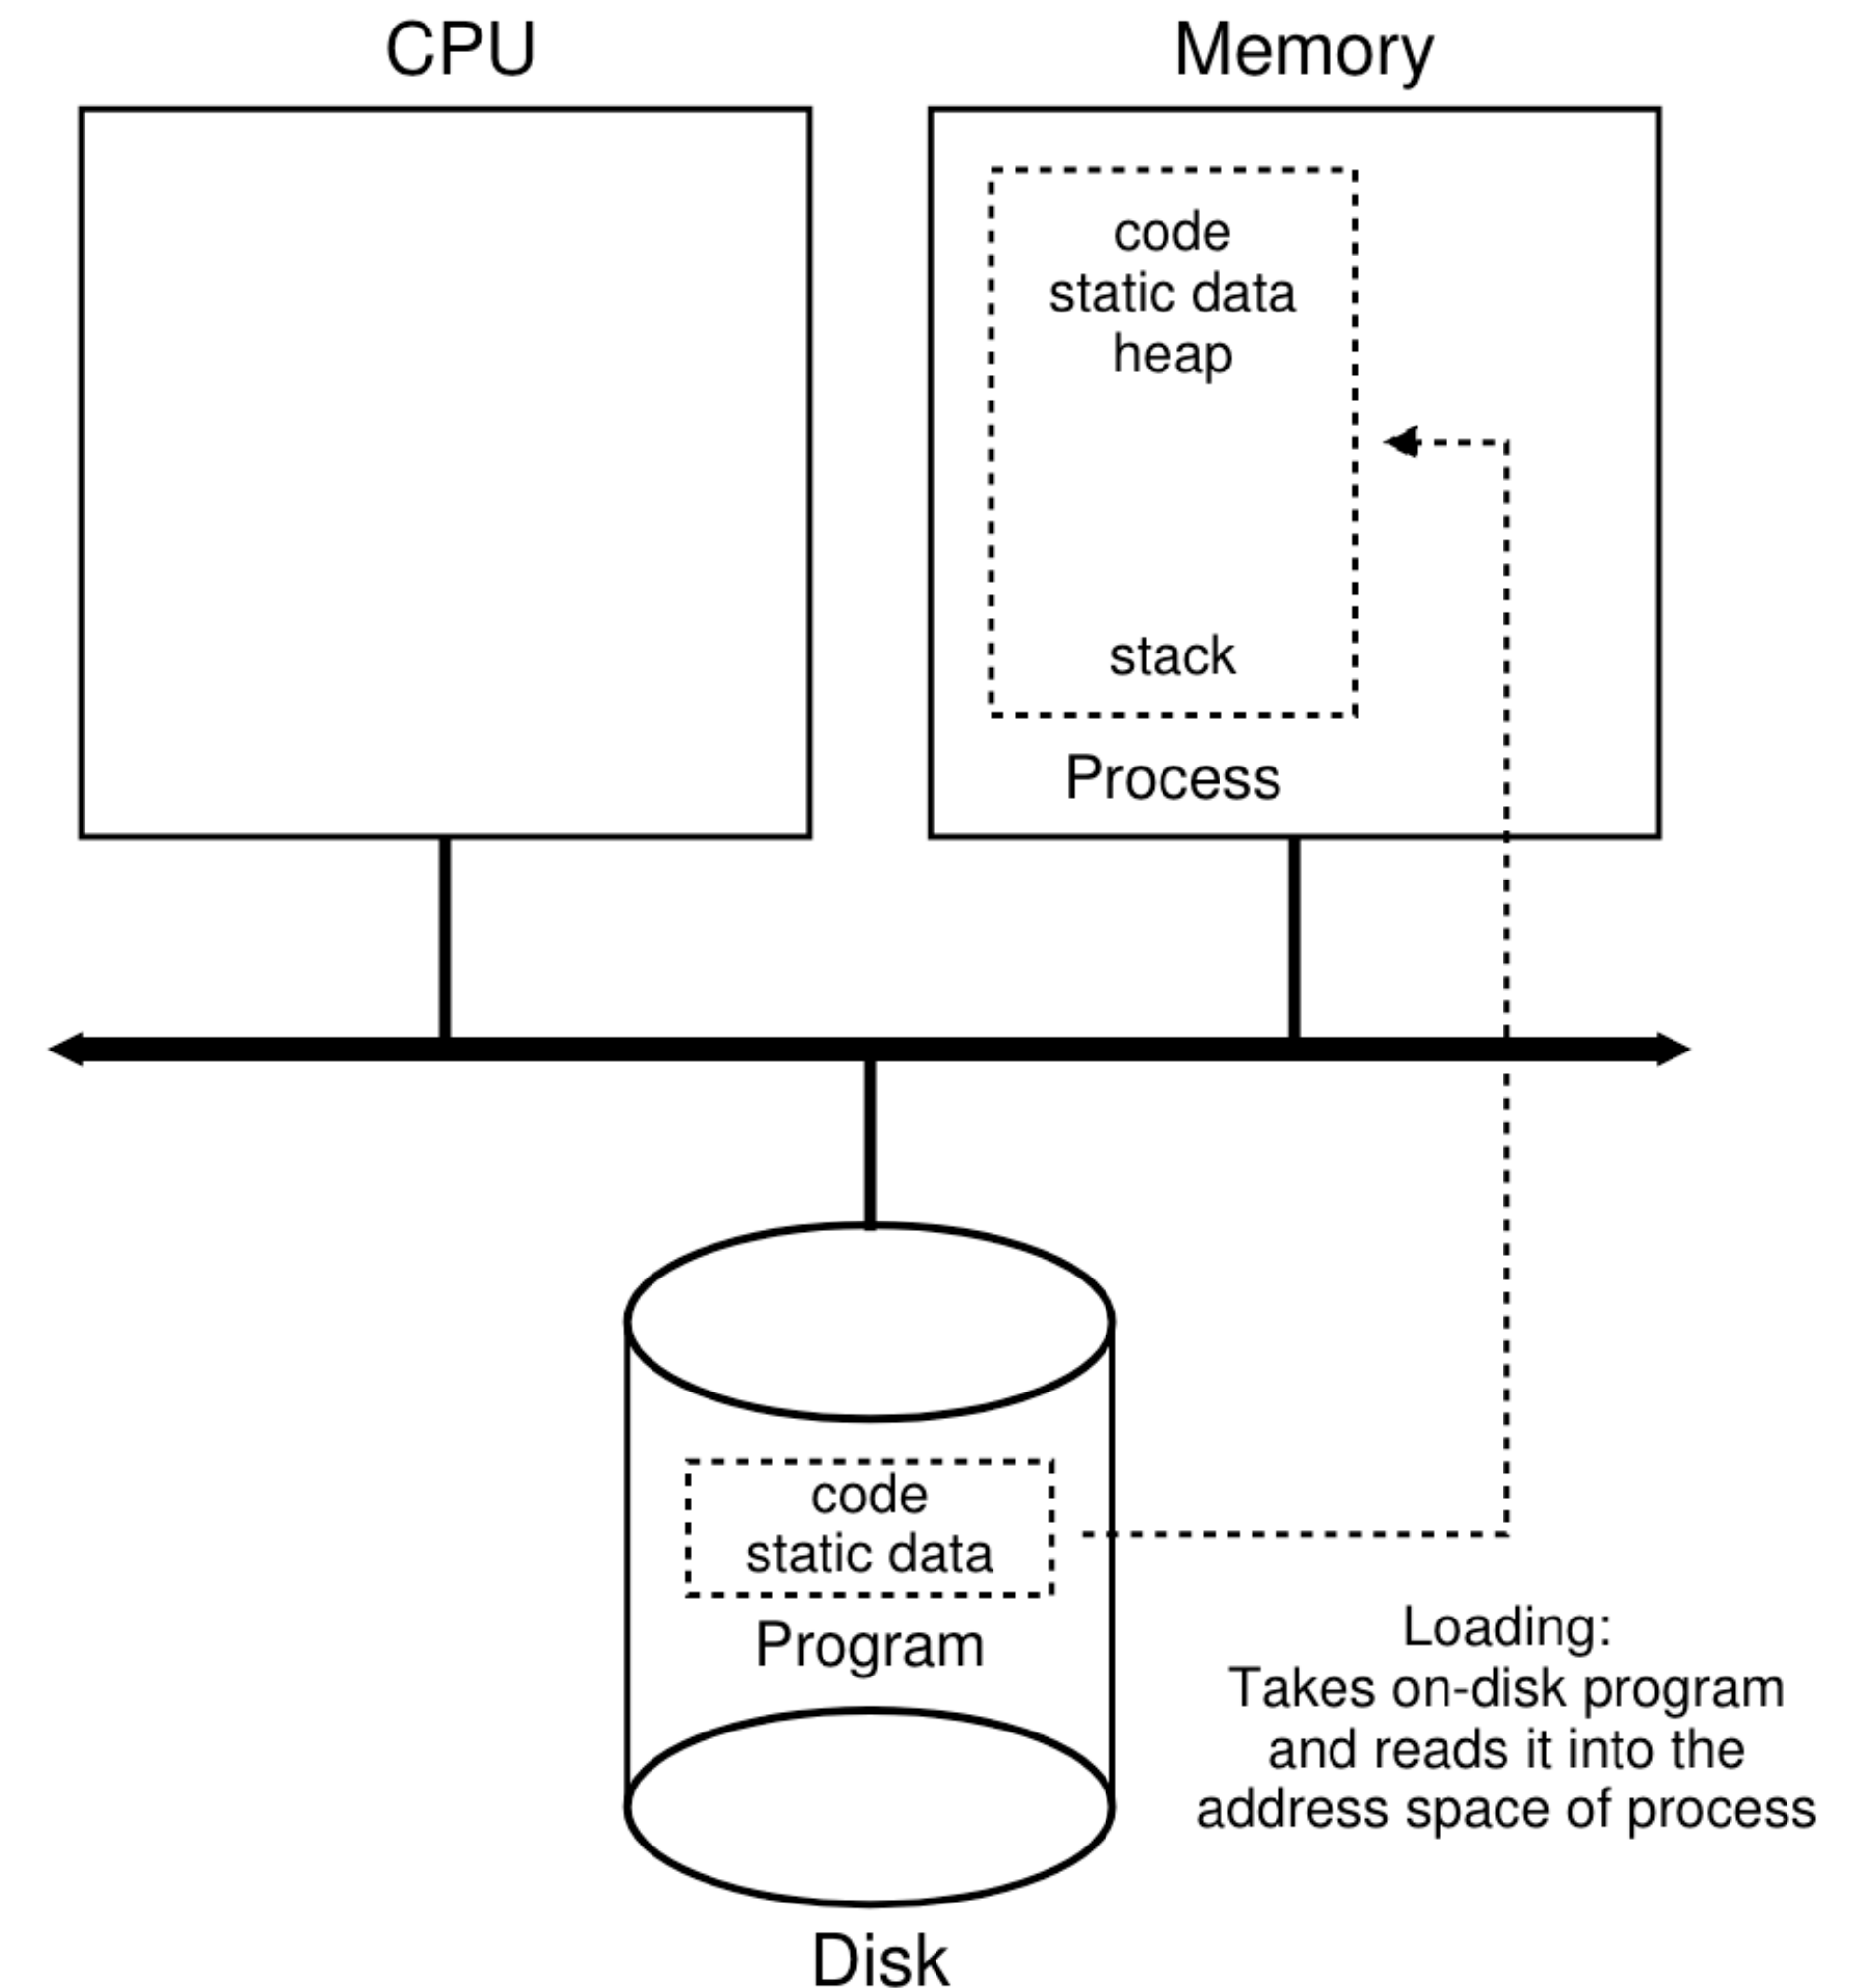 CPU
Memory
code
static data
heap
stack
Process
code
static data
Program
Loading:
Takes on-disk program
and reads it into the
address space of process
Disk